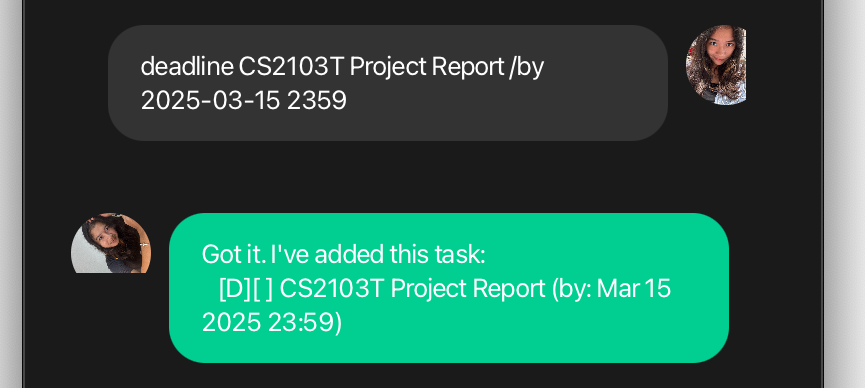 deadline CS2103T Project Report /by
2025-03-15 2359
Got it. I've added this task:
[D][ ] CS2103T Project Report (by: Mar 15
2025 23:59)